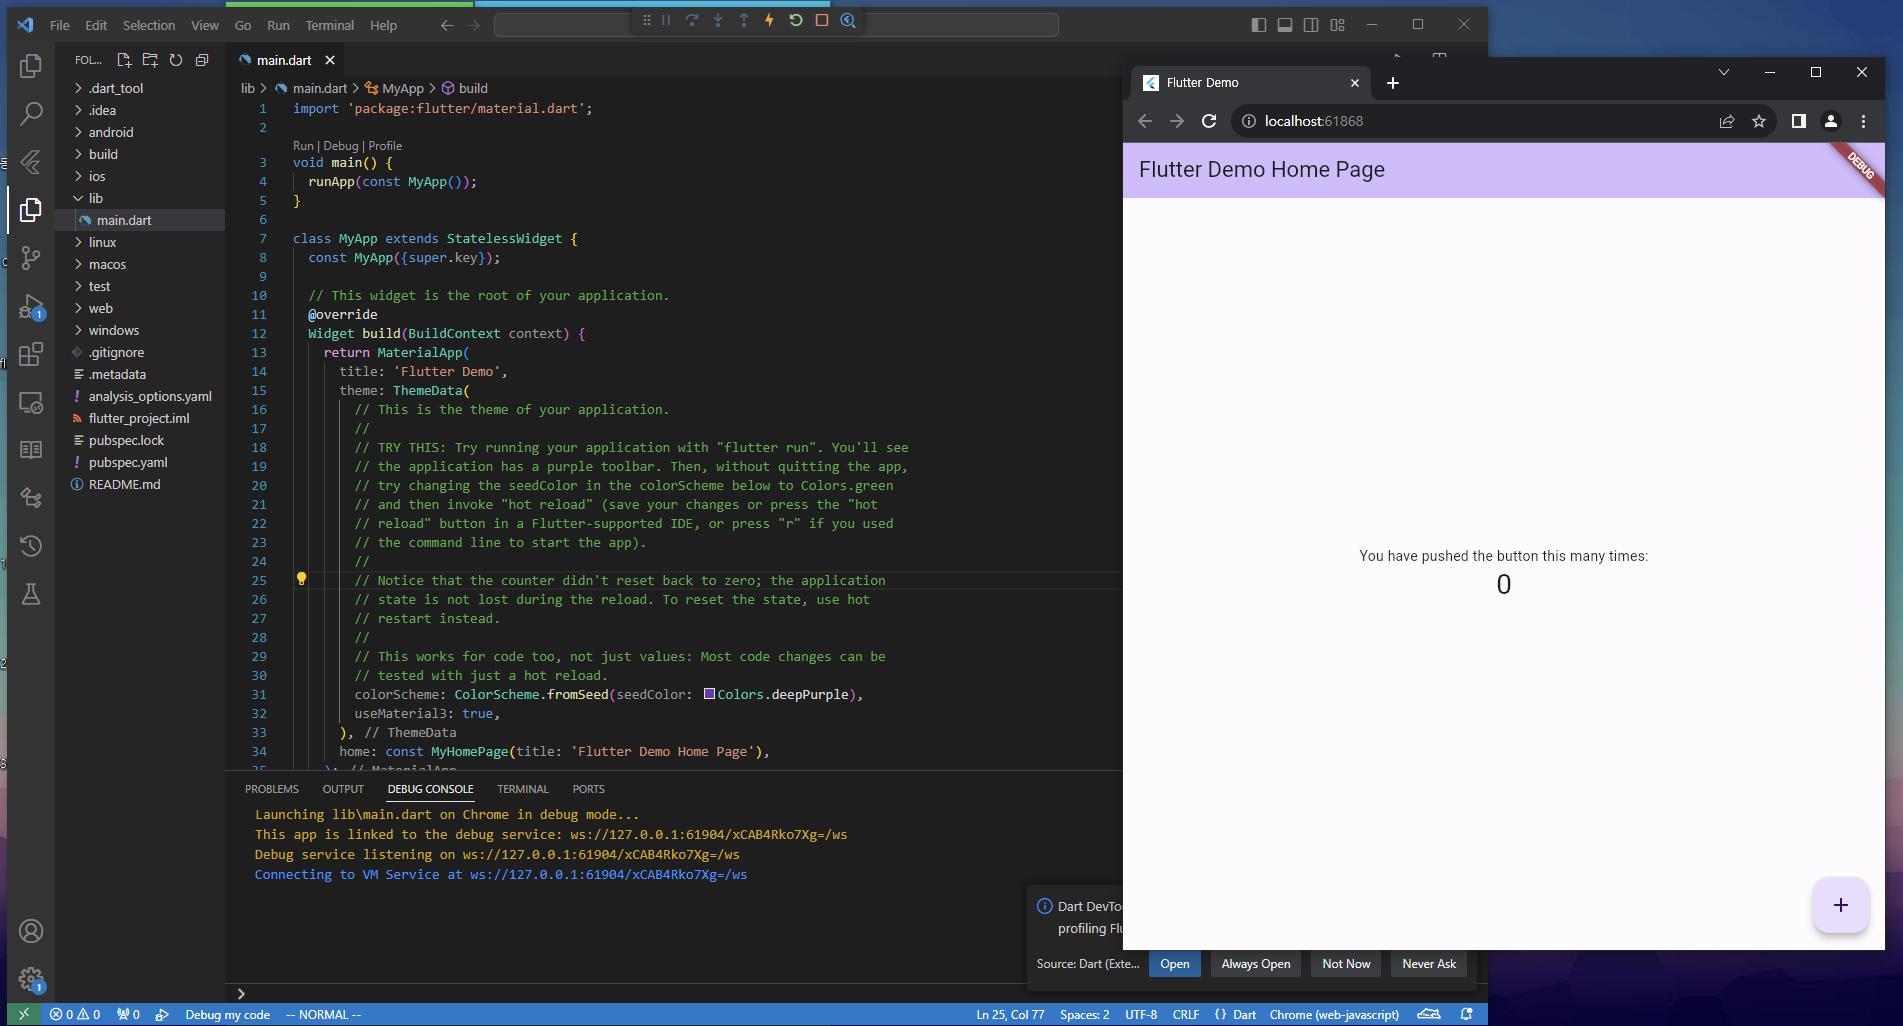 File Edit Selection View Go Run Terminal Help
FOL...
.dart_tool
.idea
android
build
ios
lib
main.dart
linux
macos
test
web
windows
.gitignore
.metadata
analysis_options.yaml
flutter_project.iml
pubspec.lock
pubspec.yaml
README.md
main.dart
lib > main.dart > MyApp > build
1 import 'package:flutter/material.dart';
2
Run | Debug | Profile
3 void main() {
4 runApp(const MyApp());
5 }
6
7 class MyApp extends StatelessWidget {
8 const MyApp({super.key});
9
10 // This widget is the root of your application.
11 @override
12 Widget build(BuildContext context) {
13 return MaterialApp(
14 title: 'Flutter Demo',
15 theme: ThemeData(
16 // This is the theme of your application.
17 //
18 // TRY THIS: Try running your application with "flutter run". You'll see
19 // the application has a purple toolbar. Then, without quitting the app,
20 // try changing the seedColor in the colorScheme below to Colors.green
21 // and then invoke "hot reload" (save your changes or press the "hot
22 // reload" button in a Flutter-supported IDE, or press "r" if you used
23 // the command line to start the app).
24 //
25 // Notice that the counter didn't reset back to zero; the application
26 // state is not lost during the reload. To reset the state, use hot
27 // restart instead.
28 //
29 // This works for code too, not just values: Most code changes can be
30 // tested with just a hot reload.
31 colorScheme: ColorScheme.fromSeed(seedColor: Colors.deepPurple),
32 useMaterial3: true,
33 ), // ThemeData
34 home: const MyHomePage(title: 'Flutter Demo Home Page'),
35 ); // MaterialApp
PROBLEMS OUTPUT DEBUG CONSOLE TERMINAL PORTS
Launching lib\main.dart on Chrome in debug mode...
This app is linked to the debug service: ws://127.0.0.1:61904/xCAB4Rko7Xg=/ws
Debug service listening on ws://127.0.0.1:61904/xCAB4Rko7Xg=/ws
Connecting to VM Service at ws://127.0.0.1:61904/xCAB4Rko7Xg=/ws
Dart DevTo
profiling Flu
Source: Dart (Exte... Open Always Open Not Now Never Ask
1
1
0 0 0 Debug my code -- NORMAL -- Ln 25, Col 77 Spaces: 2 UTF-8 CRLF {} Dart Chrome (web-javascript)
Flutter Demo
localhost:61868
Flutter Demo Home Page
DEBUG
You have pushed the button this many times:
0
+